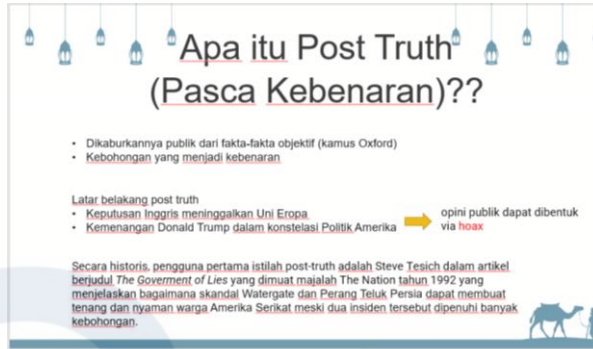 Apa itu Post Truth
(Pasca Kebenaran)??
• Dikaburkannya publik dari fakta-fakta objektif (kamus Oxford)
• Kebohongan yang menjadi kebenaran
Latar belakang post truth
• Keputusan Inggris meninggalkan Uni Eropa
• Kemenangan Donald Trump dalam konstelasi Politik Amerika
opini publik dapat dibentuk
via hoax
Secara historis, pengguna pertama istilah post-truth adalah Steve Tesich dalam artikel
berjudul The Goverment of Lies yang dimuat majalah The Nation tahun 1992 yang
menjelaskan bagaimana skandal Watergate dan Perang Teluk Persia dapat membuat
tenang dan nyaman warga Amerika Serikat meski dua insiden tersebut dipenuhi banyak
kebohongan.